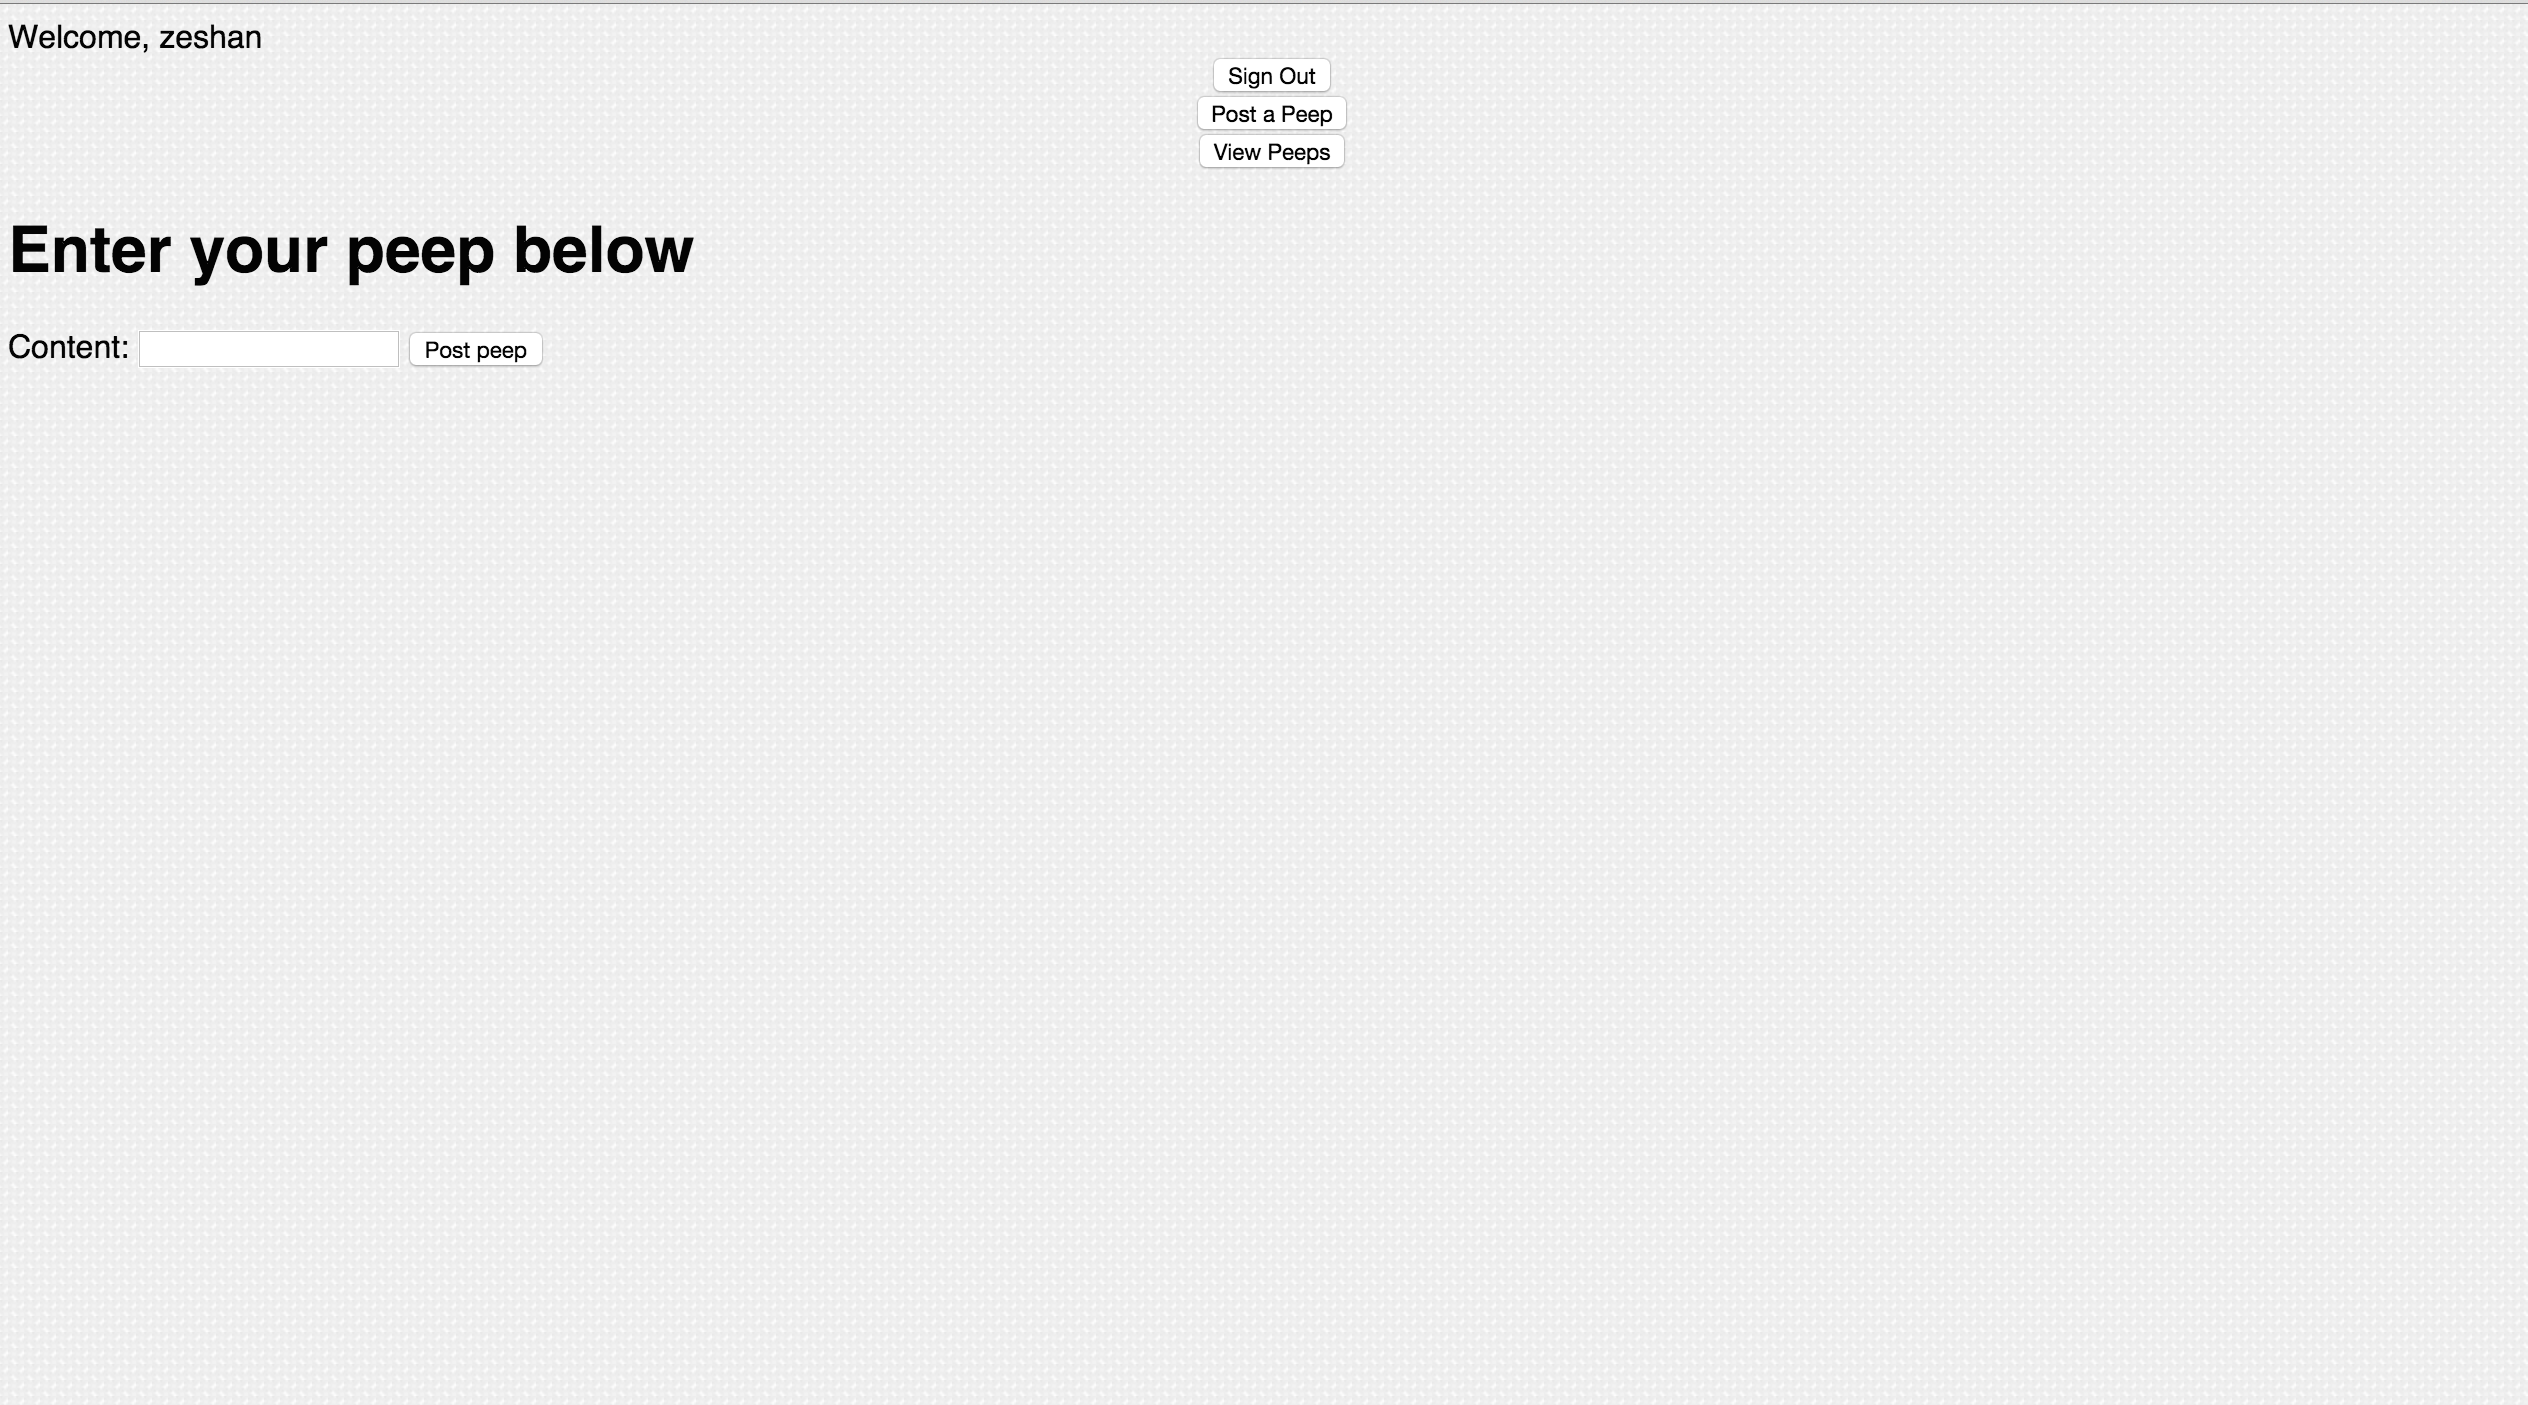 Welcome, zeshan
Sign Out
Post a Peep
View Peeps
Enter your peep below
Content: Post peep